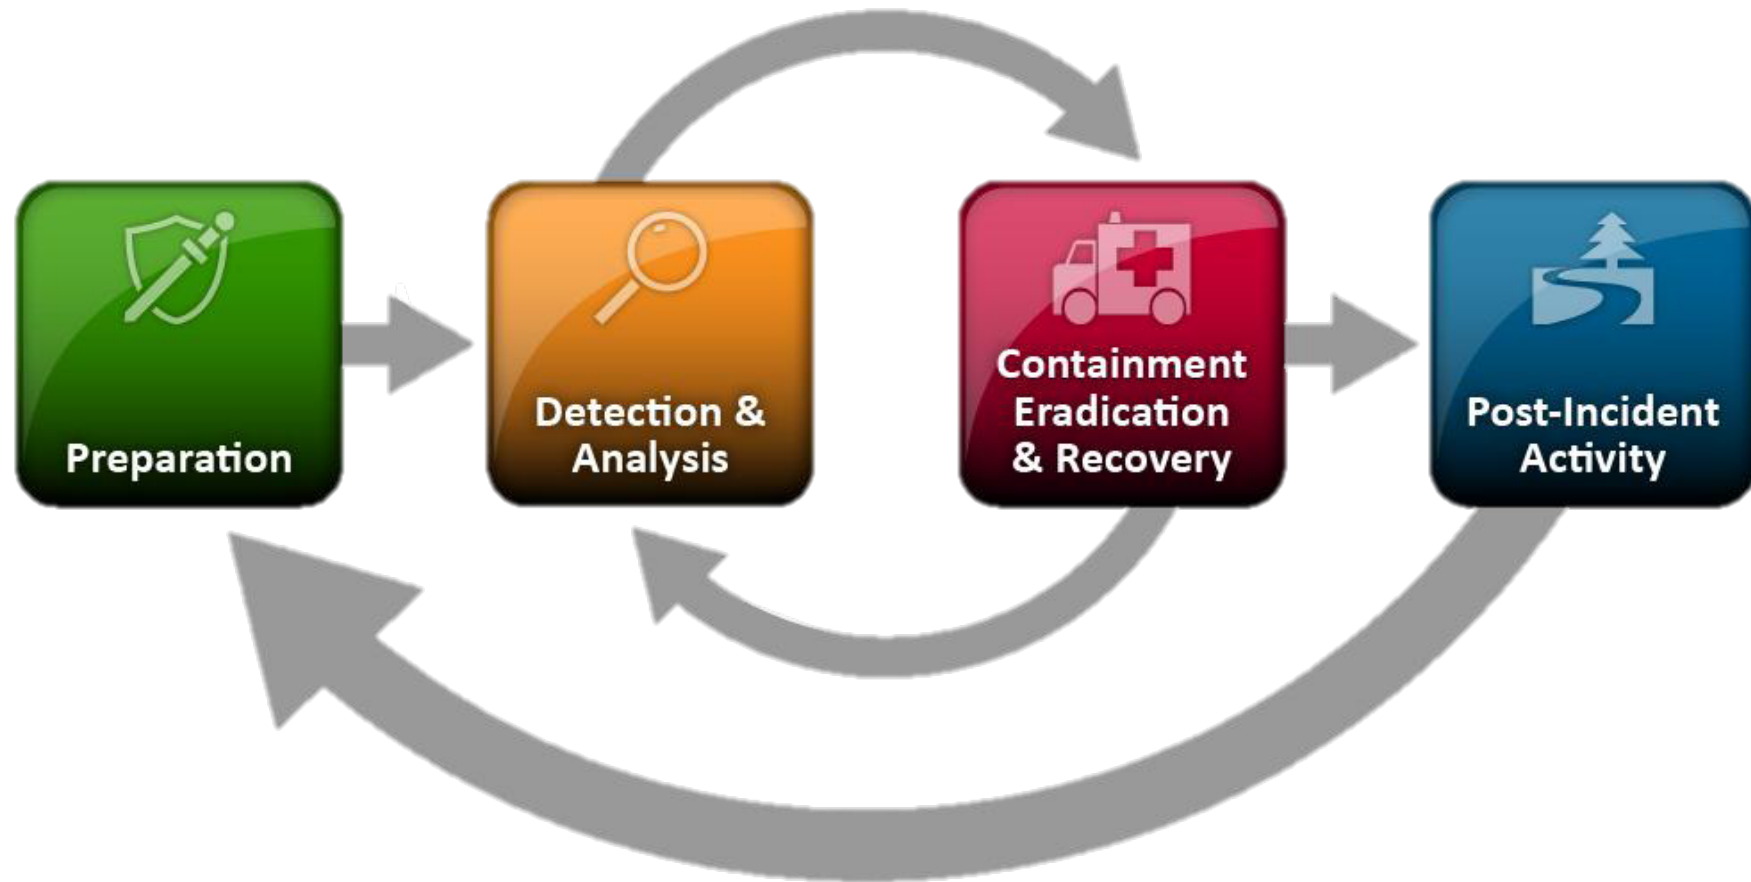 Preparation
Detection &
Analysis
Containment
Eradication
& Recovery
Post-Incident
Activity